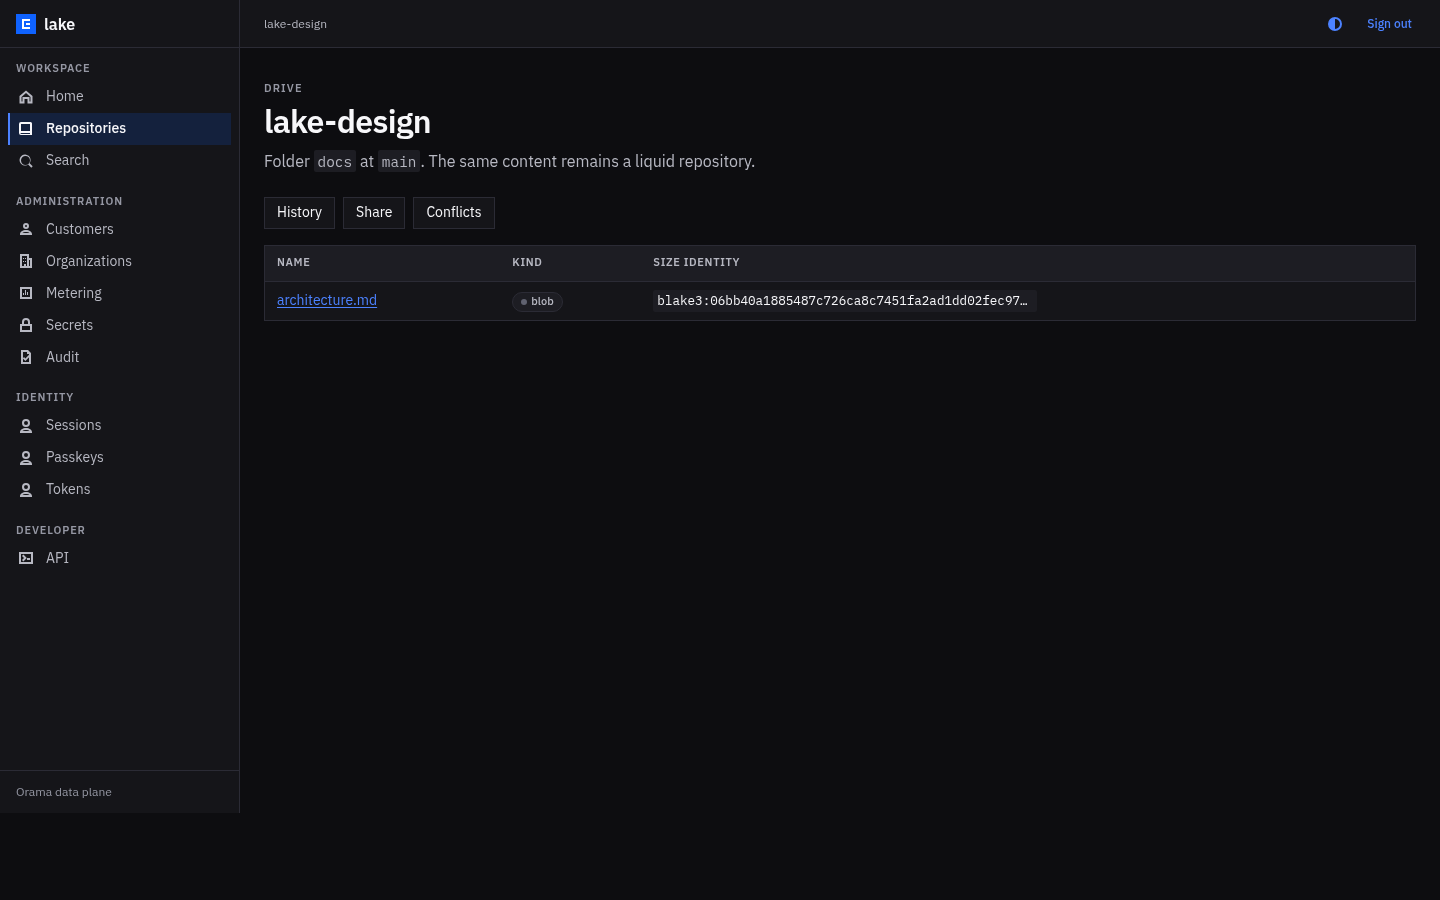 lake
lake-design
Sign out
WORKSPACE
Home
Repositories
Search
ADMINISTRATION
Customers
Organizations
Metering
Secrets
Audit
IDENTITY
Sessions
Passkeys
Tokens
DEVELOPER
API
Orama data plane
DRIVE
lake-design
Folder docs at main. The same content remains a liquid repository.
History Share Conflicts
NAME KIND SIZE IDENTITY
architecture.md blob blake3:06bb40a1885487c726ca8c7451fa2ad1dd02fec97…